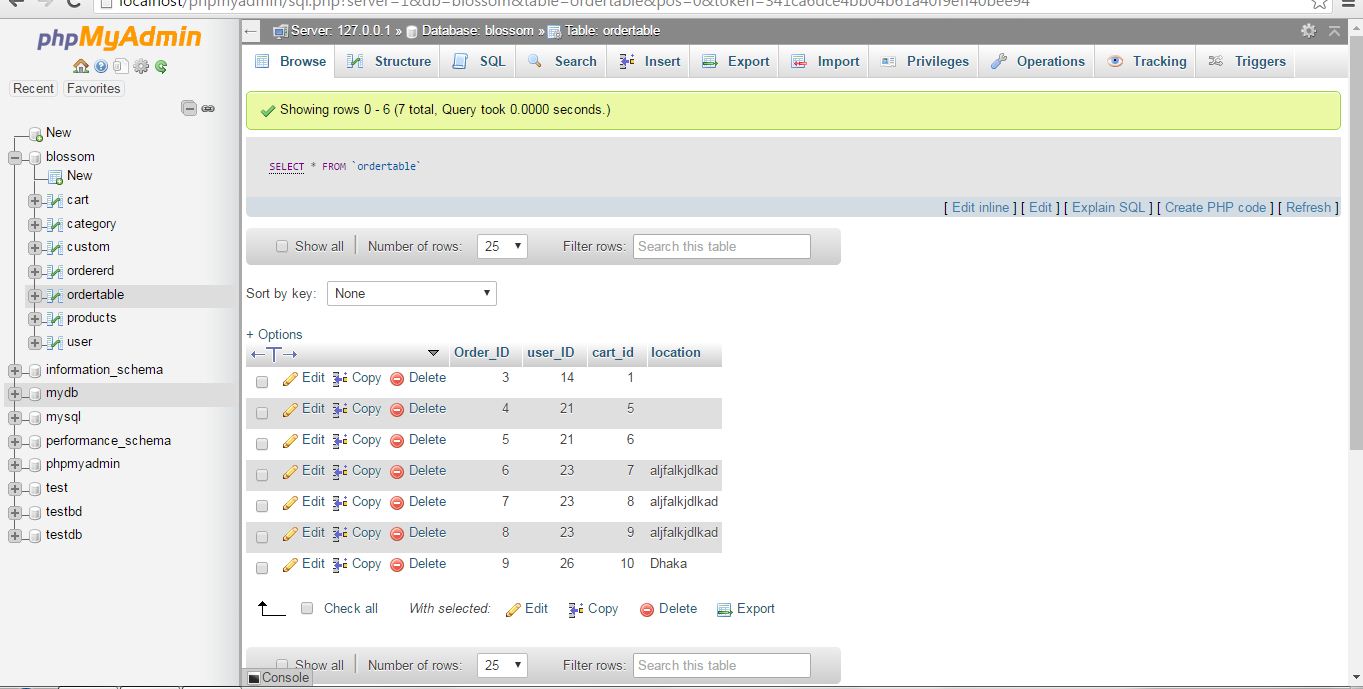 localhost/phpmyadmin/sql.php?server=1&db=blossom&table=ordertable&pos=0&token=341ca6dce4bb04b61a40f9eff40bee94
phpMyAdmin
Recent Favorites
New
blossom
New
cart
category
custom
ordererd
ordertable
products
user
information_schema
mydb
mysql
performance_schema
phpmyadmin
test
testbd
testdb
Server: 127.0.0.1 » Database: blossom » Table: ordertable
Browse Structure SQL Search Insert Export Import Privileges Operations Tracking Triggers
Showing rows 0 - 6 (7 total, Query took 0.0000 seconds.)
SELECT * FROM `ordertable`
[ Edit inline ] [ Edit ] [ Explain SQL ] [ Create PHP code ] [ Refresh ]
Show all | Number of rows: 25 Filter rows: Search this table
Sort by key: None
+ Options
←T→ Order_ID user_ID cart_id location
Edit Copy Delete 3 14 1
Edit Copy Delete 4 21 5
Edit Copy Delete 5 21 6
Edit Copy Delete 6 23 7 aljfalkjdlkad
Edit Copy Delete 7 23 8 aljfalkjdlkad
Edit Copy Delete 8 23 9 aljfalkjdlkad
Edit Copy Delete 9 26 10 Dhaka
Check all With selected: Edit Copy Delete Export
Show all | Number of rows: 25 Filter rows: Search this table
Console